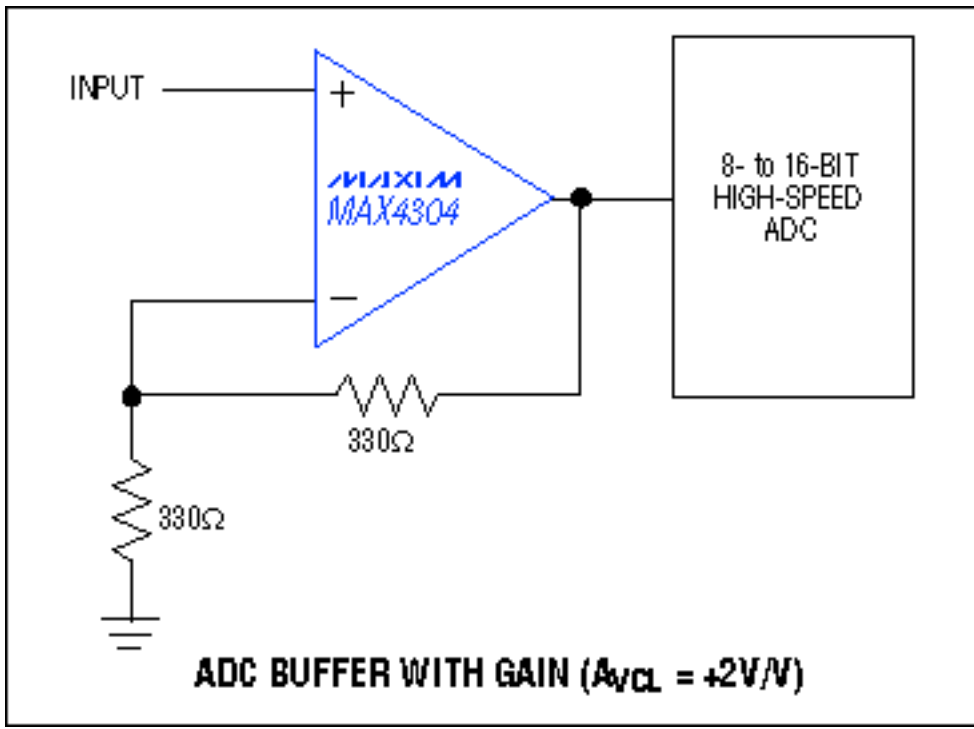 INPUT
+
MAXIM
MAX4304
−
8- to 16-BIT
HIGH-SPEED
ADC
330Ω
330Ω
ADC BUFFER WITH GAIN (AVCL = +2V/V)